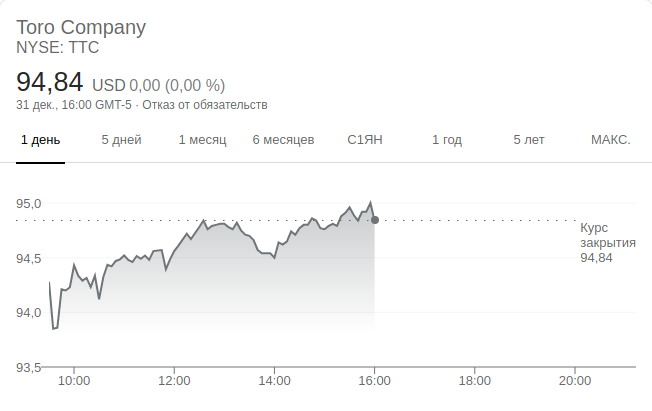 Toro Company
NYSE: TTC
94,84 USD 0,00 (0,00 %)
31 дек., 16:00 GMT-5 · Отказ от обязательств
1 день 5 дней 1 месяц 6 месяцев С1ЯН 1 год 5 лет МАКС.
95,0
Курс
закрытия
94,84
94,5
94,0
93,5
10:00 12:00 14:00 16:00 18:00 20:00